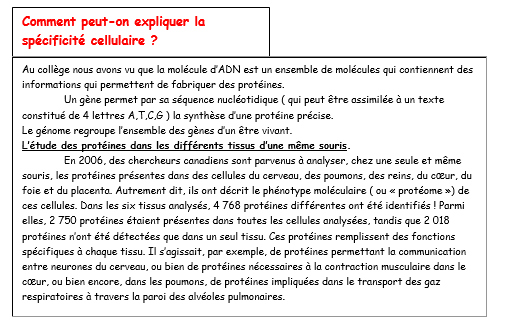 Comment peut-on expliquer la
spécificité cellulaire ?
Au collège nous avons vu que la molécule d'ADN est un ensemble de molécules qui contiennent des
informations qui permettent de fabriquer des protéines.
Un gène permet par sa séquence nucléotidique ( qui peut être assimilée à un texte
constitué de 4 lettres A,T,C,G ) la synthèse d'une protéine précise.
Le génome regroupe l'ensemble des gènes d'un être vivant.
L'étude des protéines dans les différents tissus d'une même souris.
En 2006, des chercheurs canadiens sont parvenus à analyser, chez une seule et même
souris, les protéines présentes dans des cellules du cerveau, des poumons, des reins, du cœur, du
foie et du placenta. Autrement dit, ils ont décrit le phénotype moléculaire ( ou « protéome ») de
ces cellules. Dans les six tissus analysés, 4 768 protéines différentes ont été identifiés ! Parmi
elles, 2 750 protéines étaient présentes dans toutes les cellules analysées, tandis que 2 018
protéines n'ont été détectées que dans un seul tissu. Ces protéines remplissent des fonctions
spécifiques à chaque tissu. Il s'agissait, par exemple, de protéines permettant la communication
entre neurones du cerveau, ou bien de protéines nécessaires à la contraction musculaire dans le
cœur, ou bien encore, dans les poumons, de protéines impliquées dans le transport des gaz
respiratoires à travers la paroi des alvéoles pulmonaires.